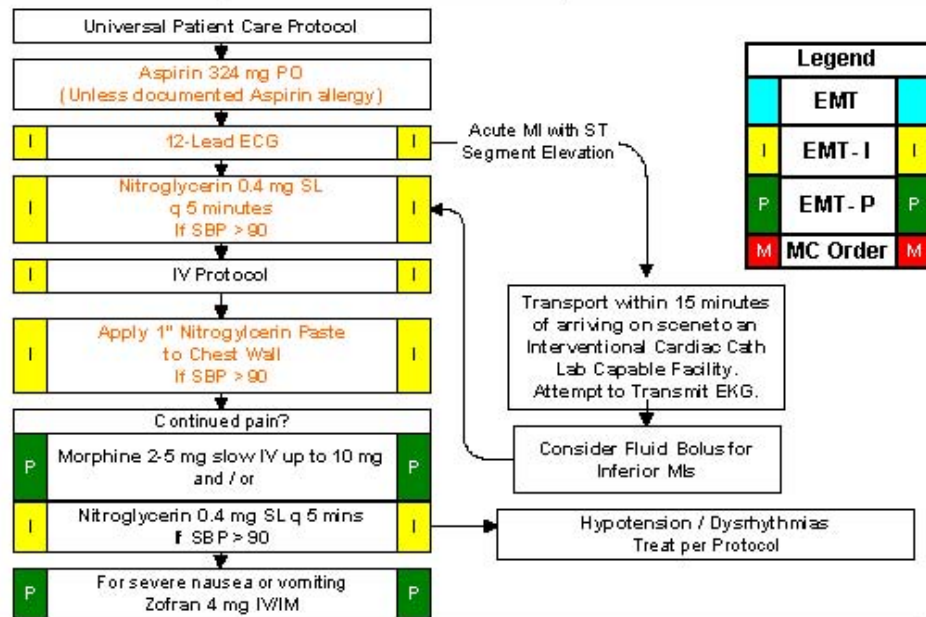 Universal Patient Care Protocol
Aspirin 324 mg PO
(Unless documented Aspirin allergy)
I 12-Lead ECG I
Acute MI with ST
Segment Elevation
Nitroglycerin 0.4 mg SL
I q 5 minutes I
If SBP > 90
I IV Protocol I
Apply 1" Nitrogylcerin Paste
I to Chest Wall I
If SBP > 90
Continued pain?
P Morphine 2-5 mg slow IV up to 10 mg P
and / or
I Nitroglycerin 0.4 mg SL q 5 mins I
If SBP > 90
P For severe nausea or vomiting P
Zofran 4 mg IV/IM
Transport within 15 minutes
of arriving on scene to an
Interventional Cardiac Cath
Lab Capable Facility.
Attempt to Transmit EKG.
Consider Fluid Bolus for
Inferior MIs
Hypotension / Dysrhythmias
Treat per Protocol
Legend
EMT
I EMT- I I
P EMT- P P
M MC Order M